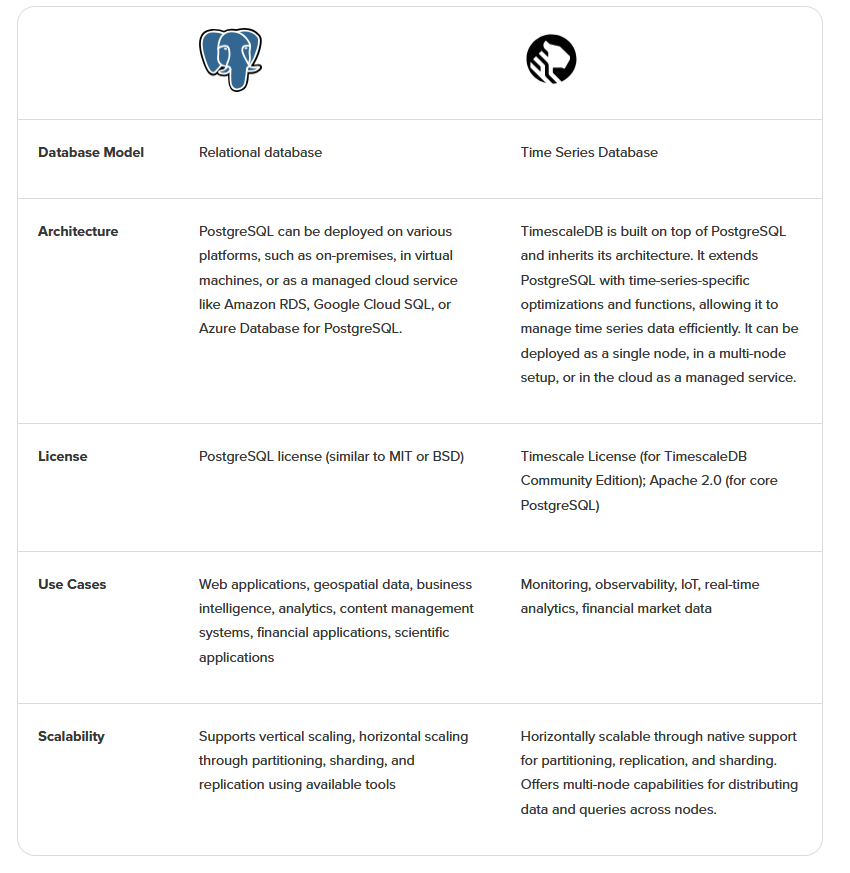 Database Model
Relational database
Time Series Database
Architecture
PostgreSQL can be deployed on various
platforms, such as on-premises, in virtual
machines, or as a managed cloud service
like Amazon RDS, Google Cloud SQL, or
Azure Database for PostgreSQL.
TimescaleDB is built on top of PostgreSQL
and inherits its architecture. It extends
PostgreSQL with time-series-specific
optimizations and functions, allowing it to
manage time series data efficiently. It can be
deployed as a single node, in a multi-node
setup, or in the cloud as a managed service.
License
PostgreSQL license (similar to MIT or BSD)
Timescale License (for TimescaleDB
Community Edition); Apache 2.0 (for core
PostgreSQL)
Use Cases
Web applications, geospatial data, business
intelligence, analytics, content management
systems, financial applications, scientific
applications
Monitoring, observability, IoT, real-time
analytics, financial market data
Scalability
Supports vertical scaling, horizontal scaling
through partitioning, sharding, and
replication using available tools
Horizontally scalable through native support
for partitioning, replication, and sharding.
Offers multi-node capabilities for distributing
data and queries across nodes.